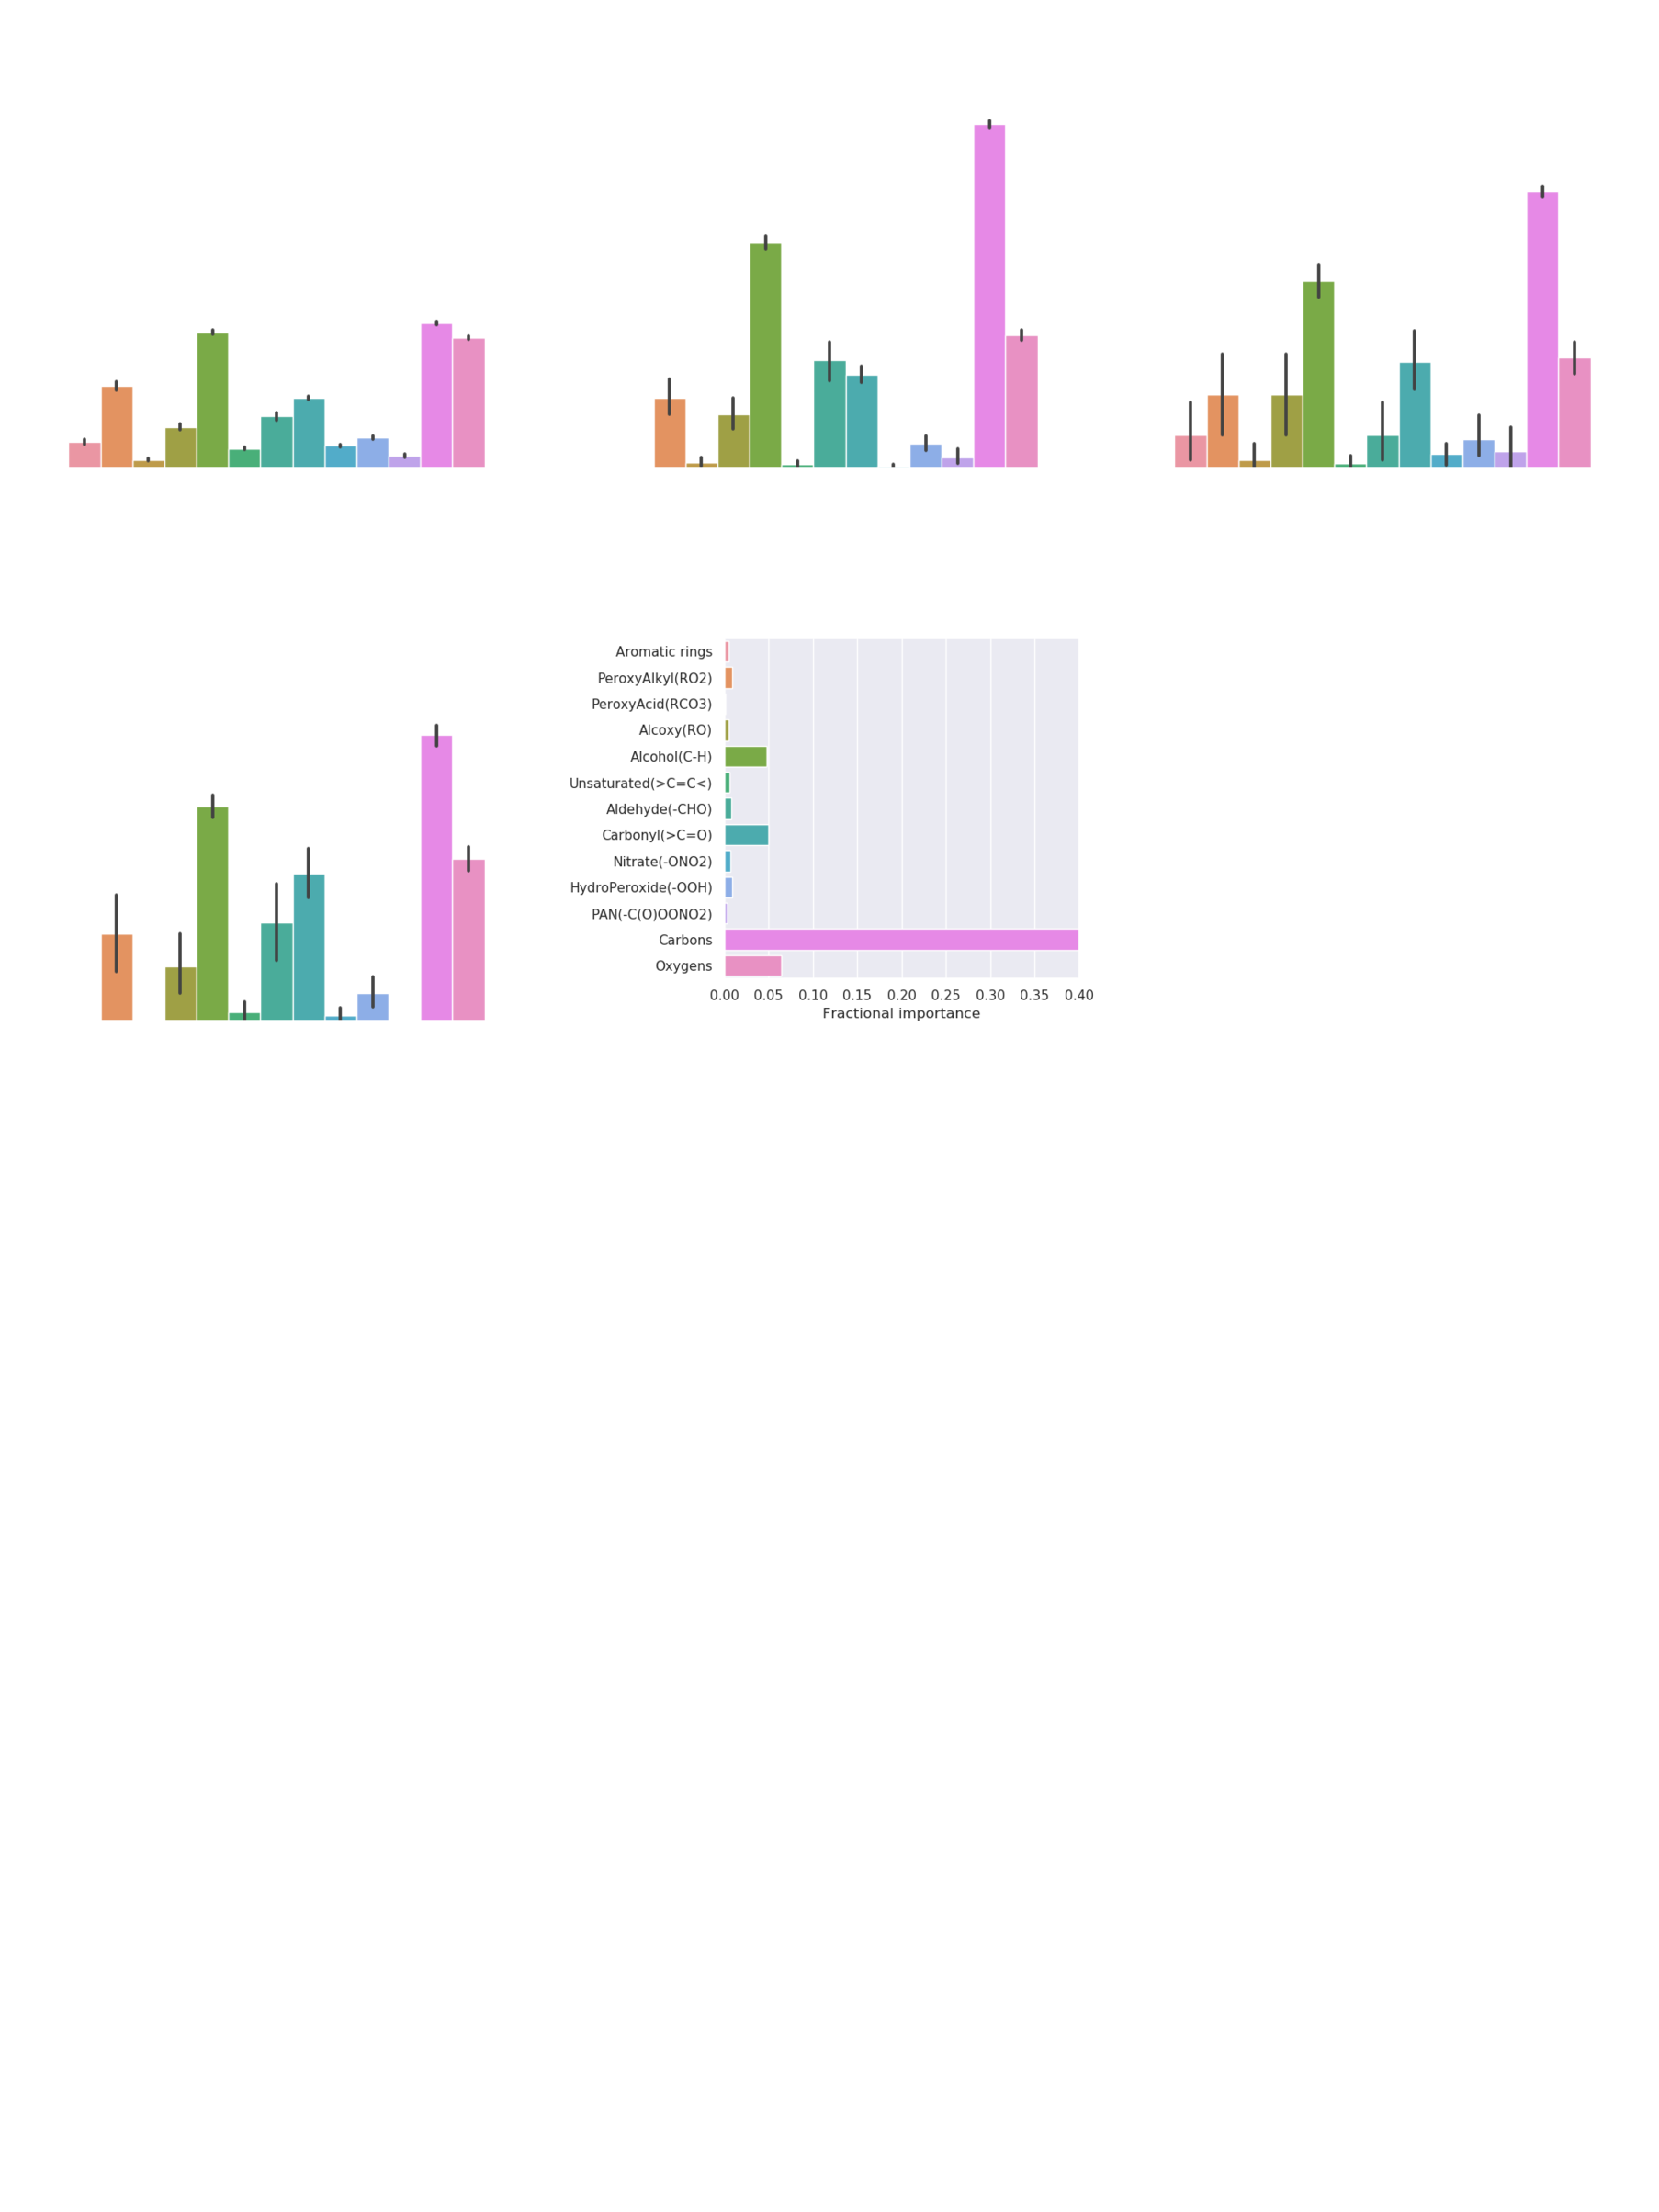 Aromatic rings
PeroxyAlkyl(RO2)
PeroxyAcid(RCO3)
Alcoxy(RO)
Alcohol(C-H)
Unsaturated(>C=C<)
Aldehyde(-CHO)
Carbonyl(>C=O)
Nitrate(-ONO2)
HydroPeroxide(-OOH)
PAN(-C(O)OONO2)
Carbons
Oxygens
0.00 0.05 0.10 0.15 0.20 0.25 0.30 0.35 0.40
Fractional importance